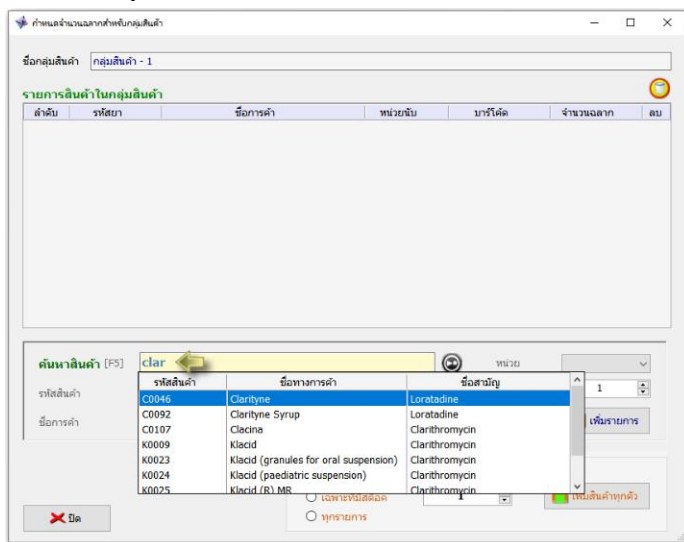 กำหนดจำนวนฉลากสำหรับกลุ่มสินค้า
ชื่อกลุ่มสินค้า กลุ่มสินค้า - 1
รายการสินค้าในกลุ่มสินค้า
ลำดับ รหัสยา ชื่อการค้า หน่วยนับ บาร์โค้ด จำนวนฉลาก ลบ
ค้นหาสินค้า [F5] clar หน่วย
รหัสสินค้า ชื่อทางการค้า ชื่อสามัญ
รหัสสินค้า 1
C0046 Clarityne Loratadine
C0092 Clarityne Syrup Loratadine
ชื่อการค้า เพิ่มรายการ
C0107 Clacina Clarithromycin
K0009 Klacid Clarithromycin
K0023 Klacid (granules for oral suspension) Clarithromycin
K0024 Klacid (paediatric suspension) Clarithromycin
K0025 Klacid (R) MR Clarithromycin
เฉพาะที่มีสต็อค 1 เพิ่มสินค้าทุกตัว
ปิด ทุกรายการ